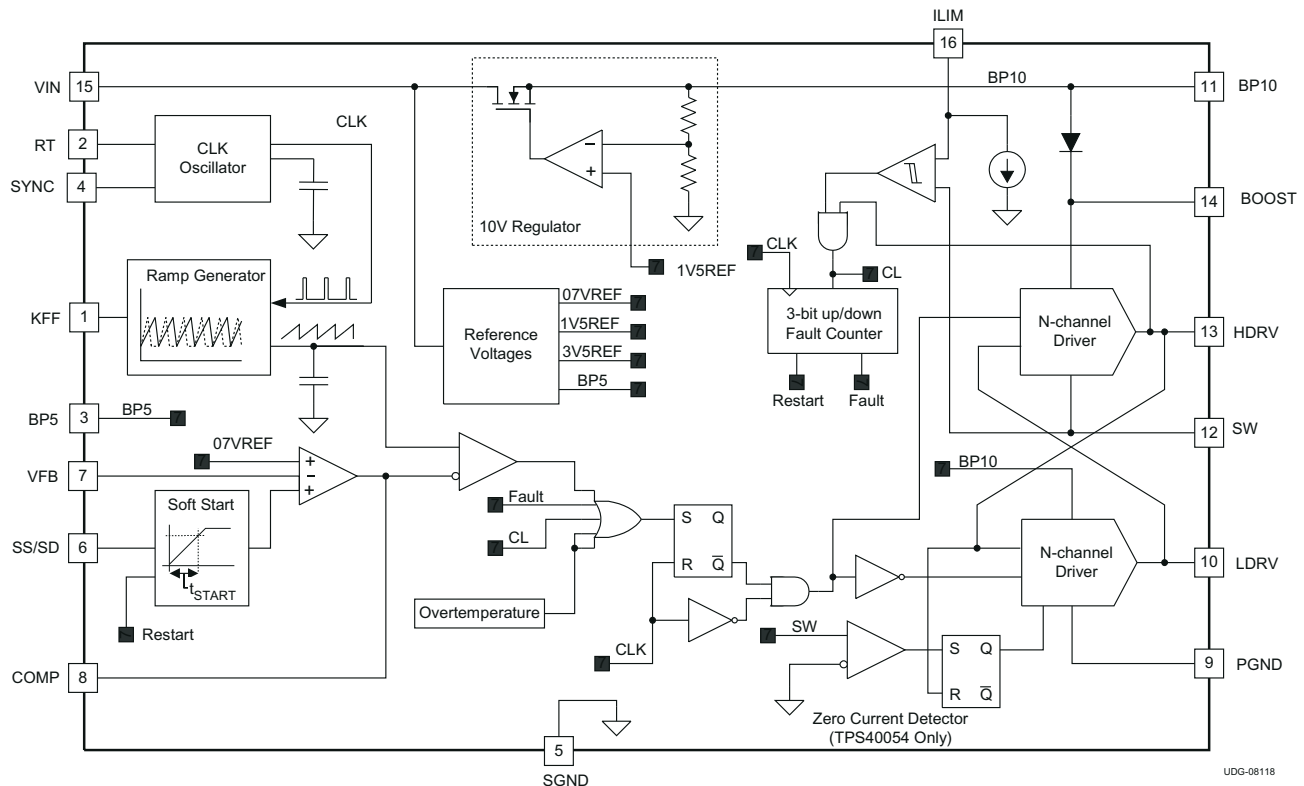 ILIM
16
VIN
15
BP10
11
BP10
RT
2
CLK
Oscillator
CLK
SYNC
4
14
BOOST
10V Regulator
1V5REF
CLK
CL
Ramp Generator
KFF
1
Reference
Voltages
07VREF
1V5REF
3V5REF
BP5
3-bit up/down
Fault Counter
Restart
Fault
N-channel
Driver
13
HDRV
BP5
3
BP5
12
SW
07VREF
VFB
7
BP10
Soft Start
tSTART
SS/SD
6
Restart
Fault
CL
S
Q
R
Q̅
Overtemperature
CLK
N-channel
Driver
10
LDRV
SW
S
Q
R
Q̅
COMP
8
9
PGND
Zero Current Detector
(TPS40054 Only)
5
SGND
UDG-08118
+
−
+
−
+